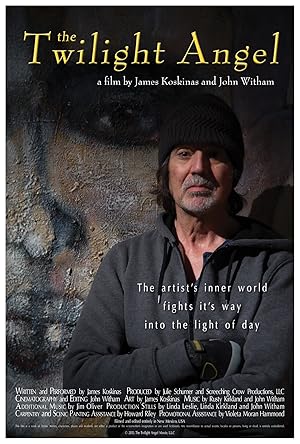 the
Twilight Angel
a film by James Koskinas and John Witham
The artist's inner world
fights it's way
into the light of day
Written and Performed by James Koskinas Produced by Julie Schumer and Screeching Crow Productions, LLC
Cinematography and Editing John Witham Art by James Koskinas Music by Rusty Kirkland and John Witham
Additional Music by Jim Oliver Production Stills by Linda Leslie, Linda Kirkland and John Witham
Carpentry and Scenic Painting Assistance by Howard Riley Promotional Assistance by Violeta Moran Hammond
Filmed and edited entirely in New Mexico, USA